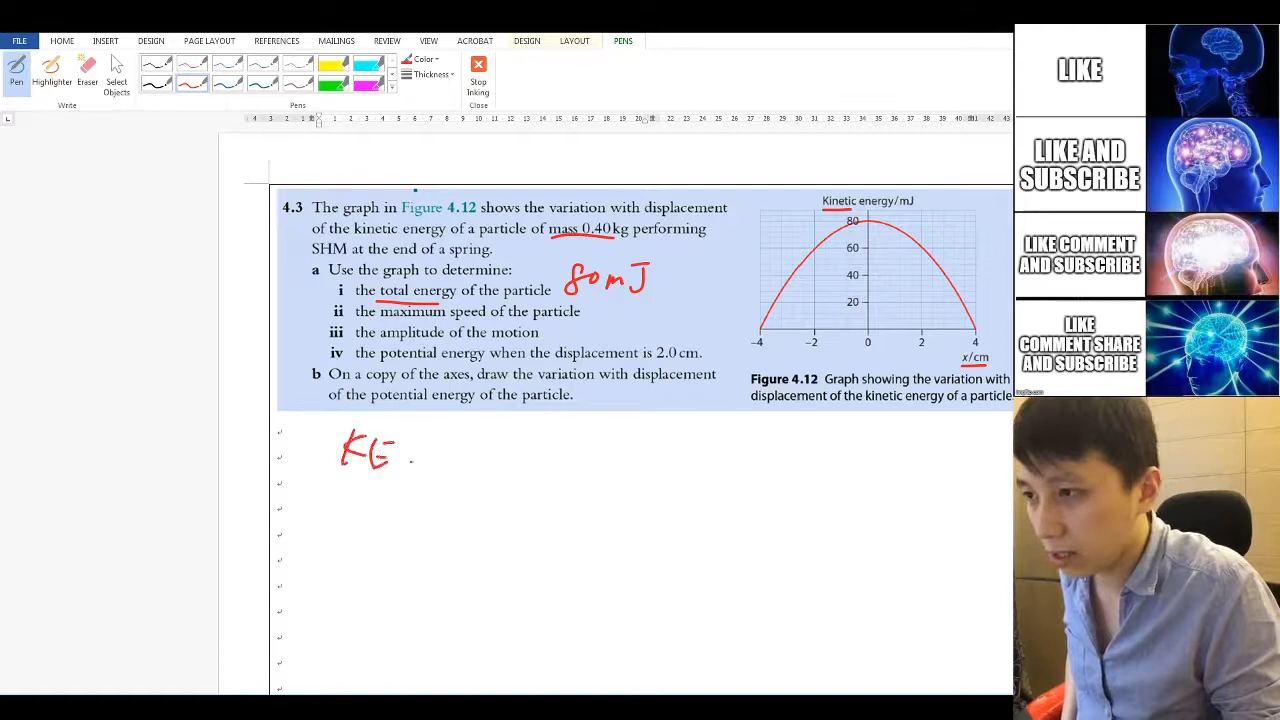 FILE HOME INSERT DESIGN PAGE LAYOUT REFERENCES MAILINGS REVIEW VIEW ACROBAT DESIGN LAYOUT PENS
Pen Highlighter Eraser Select Objects
Color
Thickness
Stop Inking
Write Pens Close
4.3 The graph in Figure 4.12 shows the variation with displacement
of the kinetic energy of a particle of mass 0.40 kg performing
SHM at the end of a spring.
a Use the graph to determine:
i the total energy of the particle 80mJ
ii the maximum speed of the particle
iii the amplitude of the motion
iv the potential energy when the displacement is 2.0 cm.
b On a copy of the axes, draw the variation with displacement
of the potential energy of the particle.
Kinetic energy/mJ
80
60
40
20
−4 −2 0 2 4
x/cm
Figure 4.12 Graph showing the variation with
displacement of the kinetic energy of a particle.
KE
LIKE
LIKE AND
SUBSCRIBE
LIKE COMMENT
AND SUBSCRIBE
LIKE
COMMENT SHARE
AND SUBSCRIBE